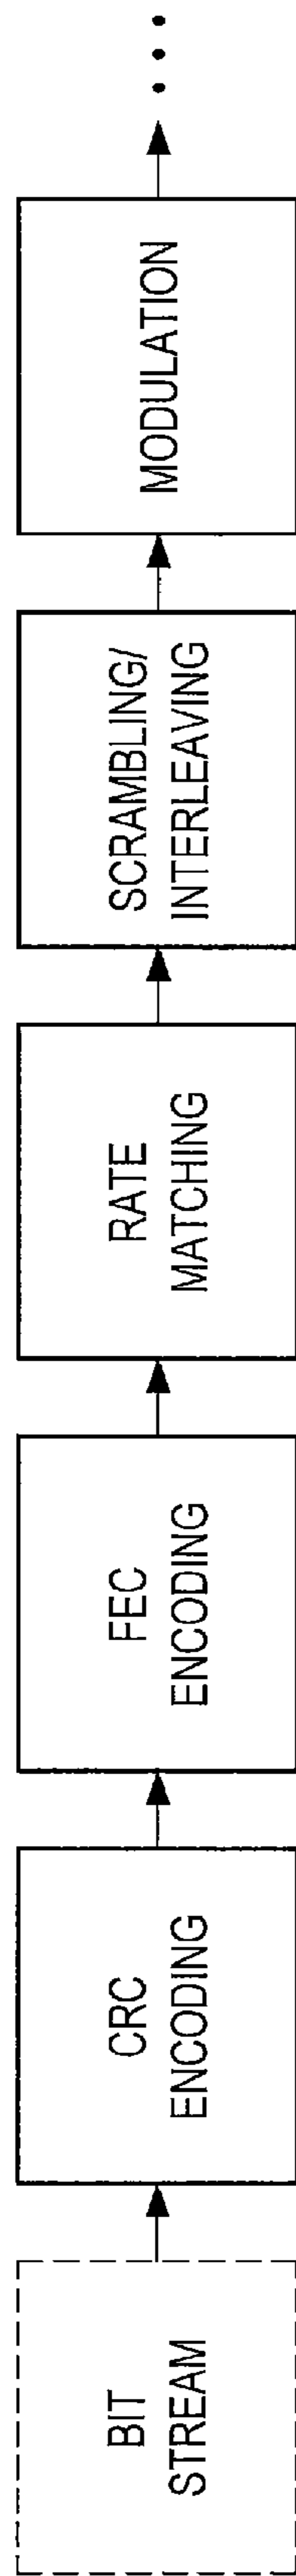 BIT
STREAM
CRC
ENCODING
FEC
ENCODING
RATE
MATCHING
SCRAMBLING/
INTERLEAVING
MODULATION